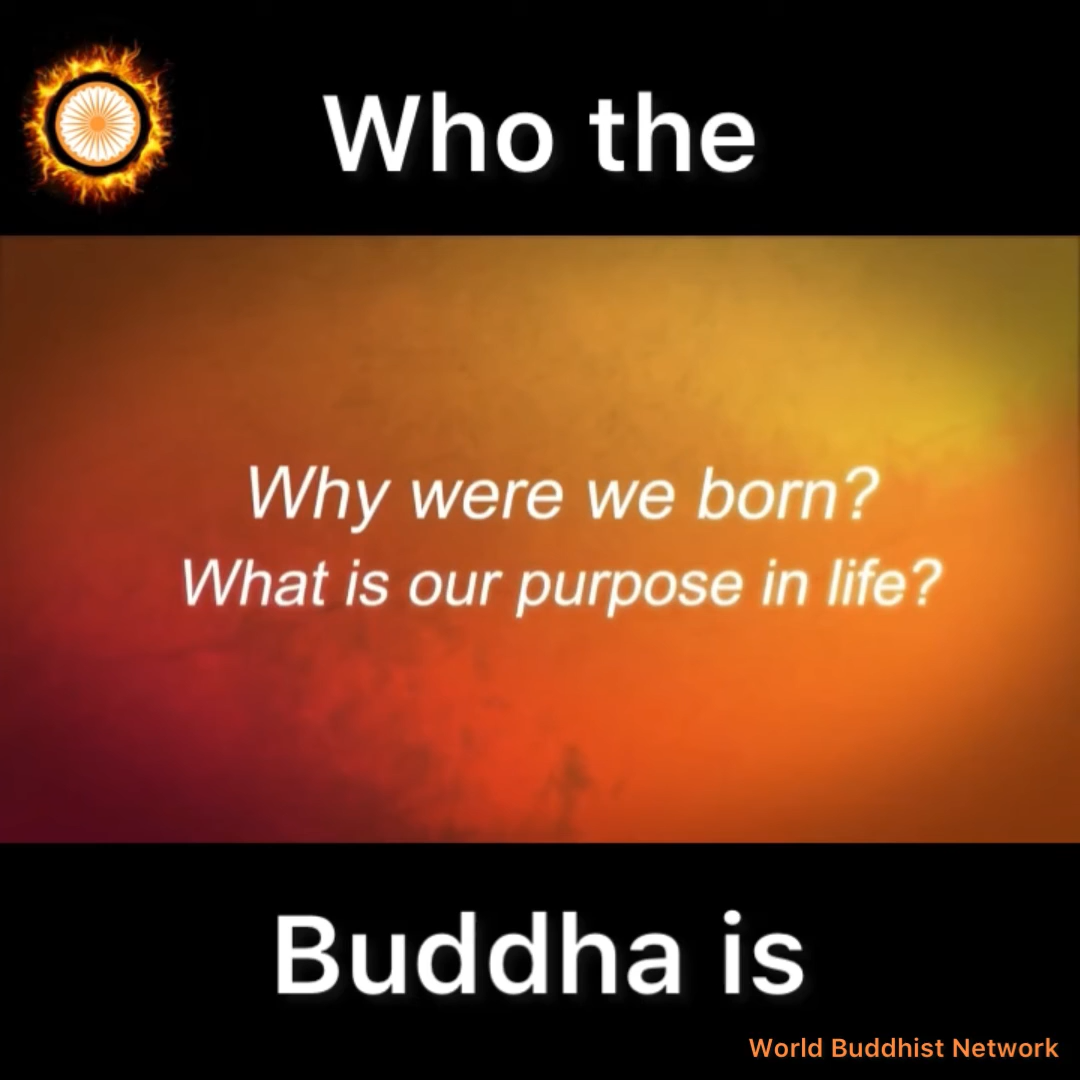 Who the
Why were we born?
What is our purpose in life?
Buddha is
World Buddhist Network